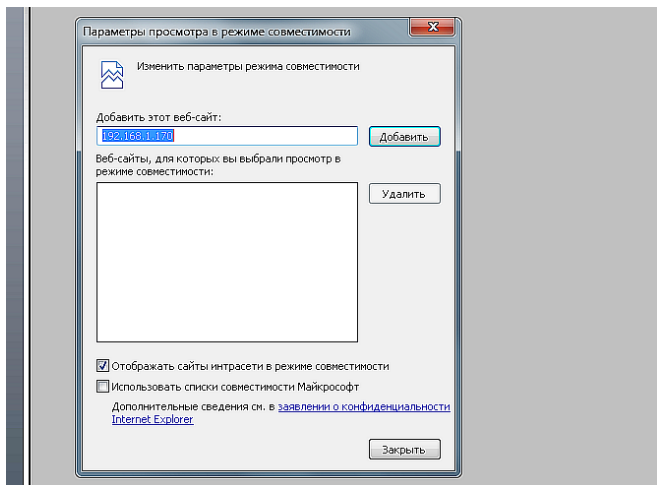 Параметры просмотра в режиме совместимости
Изменить параметры режима совместимости
Добавить этот веб-сайт:
192.168.1.170
Добавить
Веб-сайты, для которых вы выбрали просмотр в
режиме совместимости:
Удалить
Отображать сайты интрасети в режиме совместимости
Использовать списки совместимости Майкрософт
Дополнительные сведения см. в заявлении о конфиденциальности
Internet Explorer
Закрыть